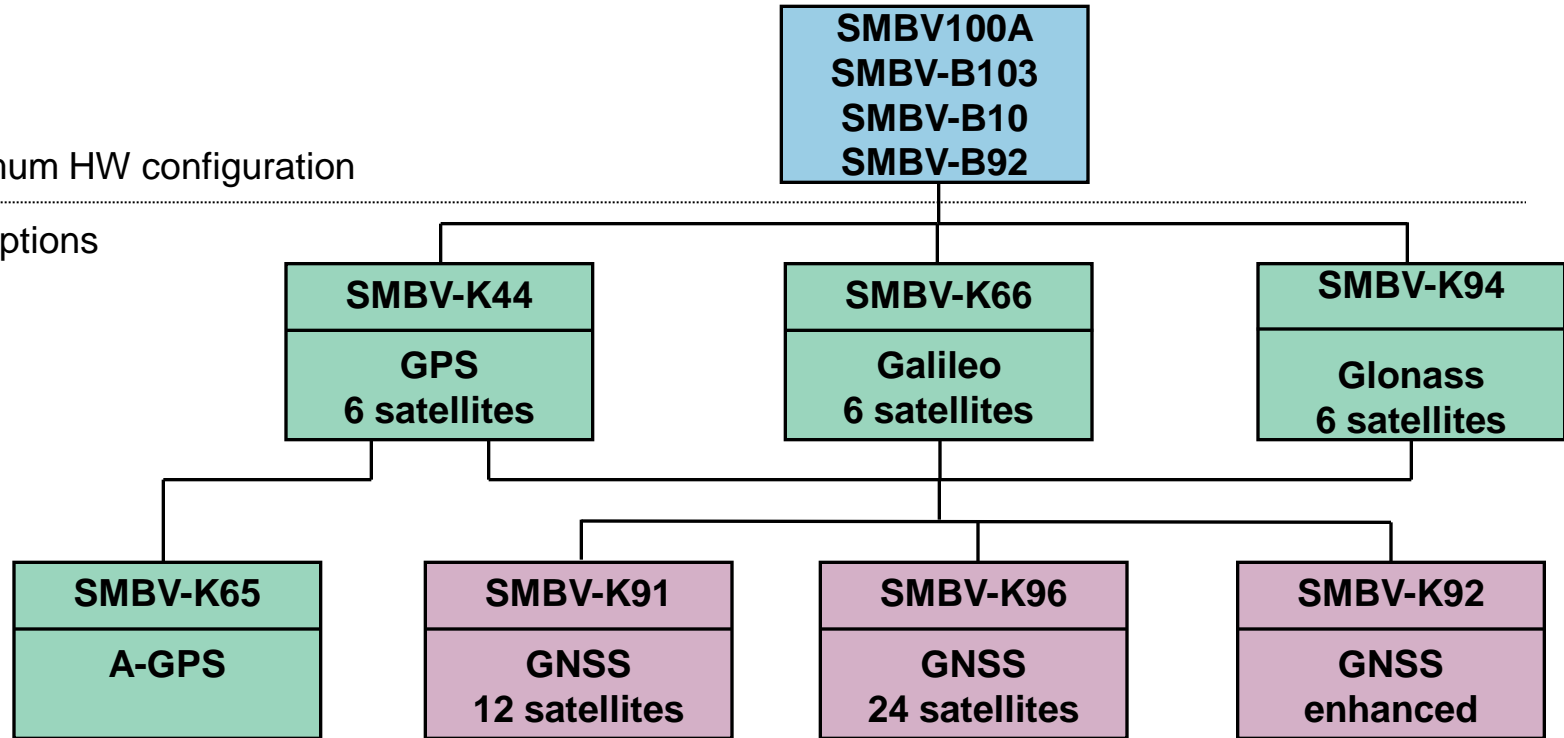 SMBV100A
SMBV-B103
SMBV-B10
SMBV-B92
HW configuration
SMBV-K44
GPS
6 satellites
SMBV-K66
Galileo
6 satellites
SMBV-K94
Glonass
6 satellites
SMBV-K65
A-GPS
SMBV-K91
GNSS
12 satellites
SMBV-K96
GNSS
24 satellites
SMBV-K92
GNSS
enhanced